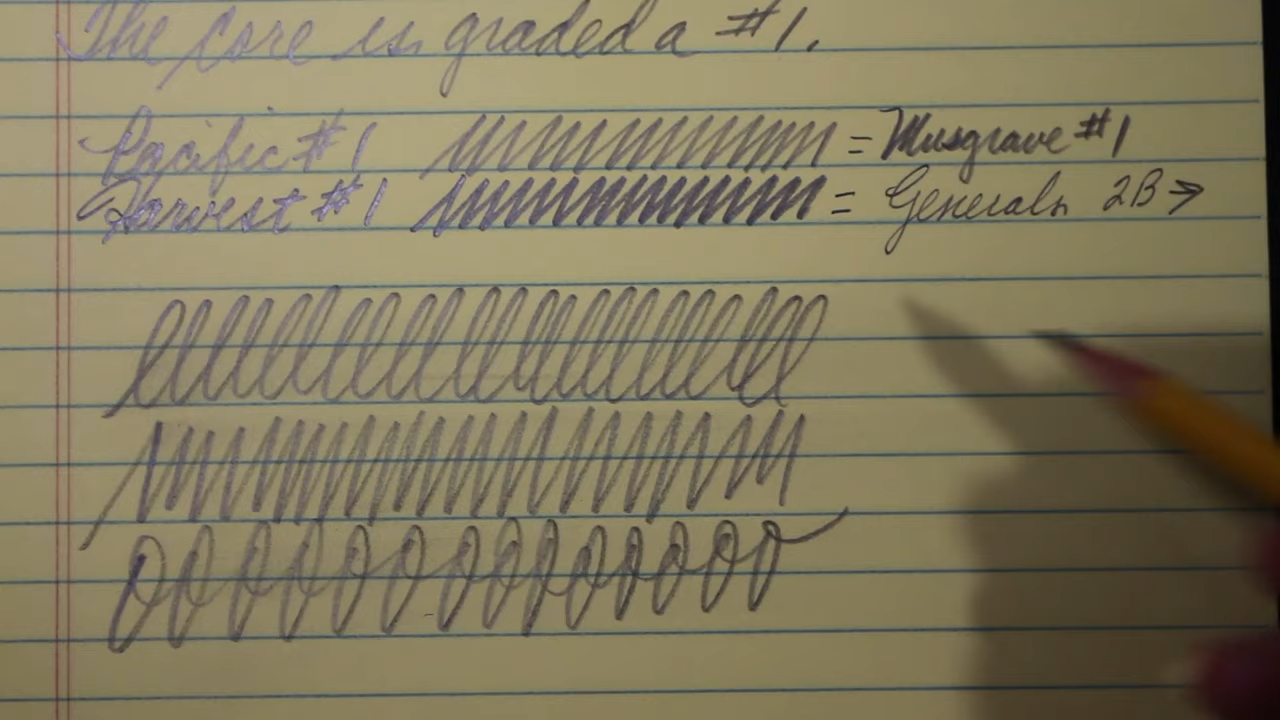 The core is graded a #1.
Pacific #1 = Musgrave #1
Harvest #1 = Generals 2B→